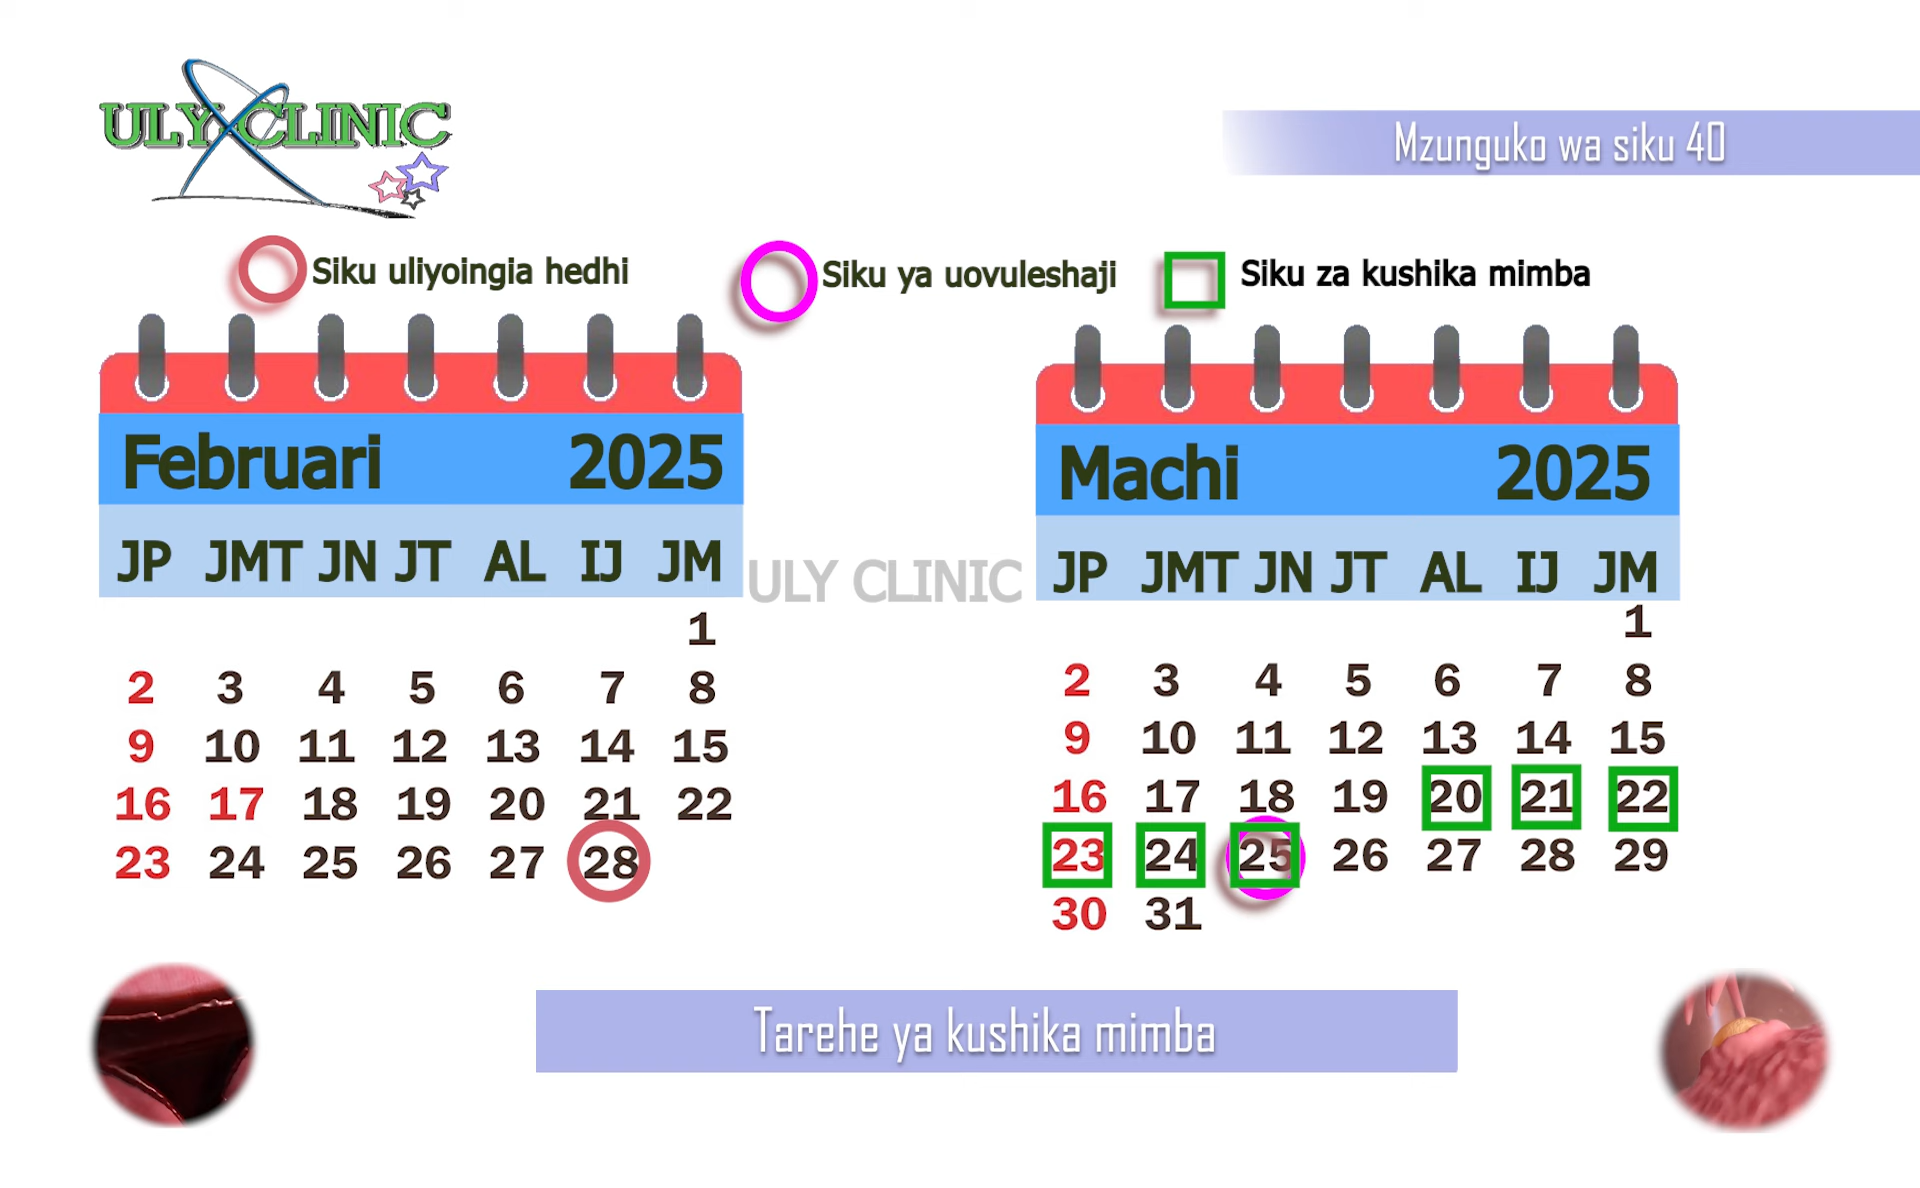 ULY CLINIC
Mzunguko wa siku 40
Siku uliyoingia hedhi
Siku ya uovuleshaji
Siku za kushika mimba
Februari 2025
JP JMT JN JT AL IJ JM
1
2 3 4 5 6 7 8
9 10 11 12 13 14 15
16 17 18 19 20 21 22
23 24 25 26 27 28
ULY CLINIC
Machi 2025
JP JMT JN JT AL IJ JM
1
2 3 4 5 6 7 8
9 10 11 12 13 14 15
16 17 18 19 20 21 22
23 24 25 26 27 28 29
30 31
Tarehe ya kushika mimba